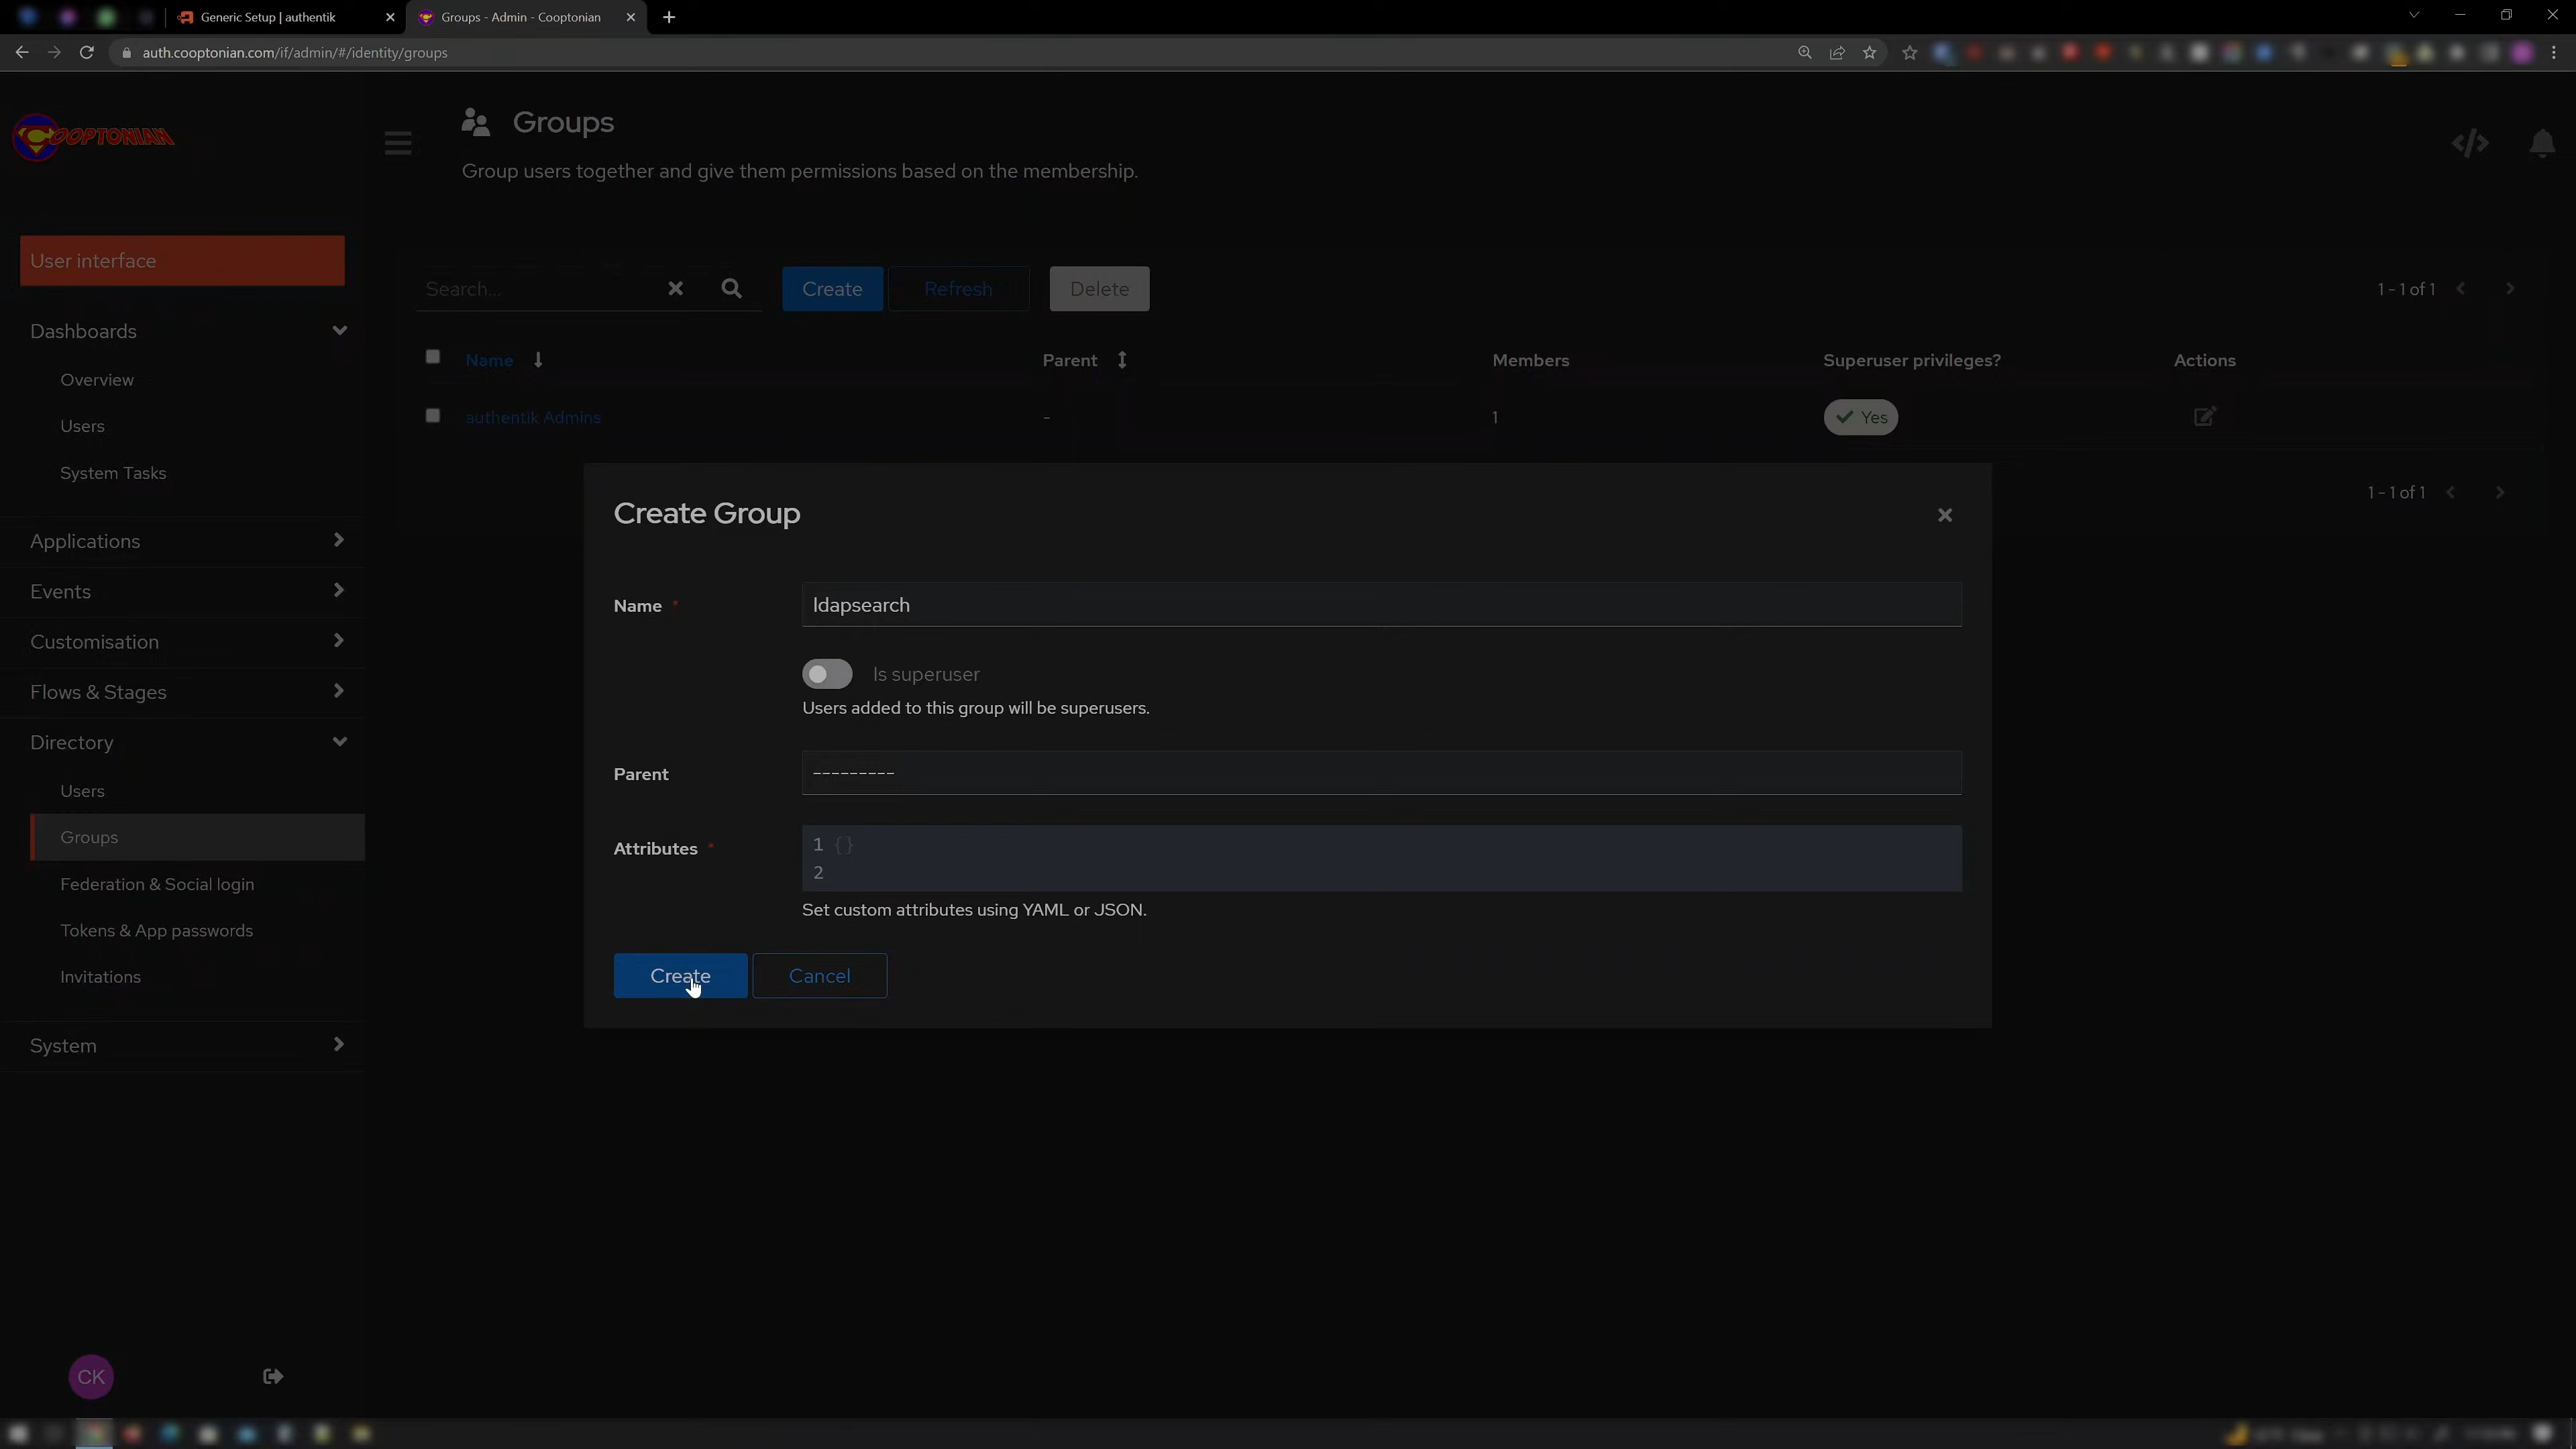 Generic Setup | authentik
Groups - Admin - Cooptonian
auth.cooptonian.com/if/admin/#/identity/groups
COOPTONIAN
Groups
Group users together and give them permissions based on the membership.
User interface
Search...
Create
Refresh
Delete
1 - 1 of 1
Dashboards
Overview
Users
System Tasks
Name
Parent
Members
Superuser privileges?
Actions
authentik Admins
-
1
Yes
1 - 1 of 1
Applications
Events
Customisation
Flows & Stages
Directory
Users
Groups
Federation & Social login
Tokens & App passwords
Invitations
System
Create Group
Name *
ldapsearch
Is superuser
Users added to this group will be superusers.
Parent
---------
Attributes *
1 {}
2
Set custom attributes using YAML or JSON.
Create
Cancel
CK